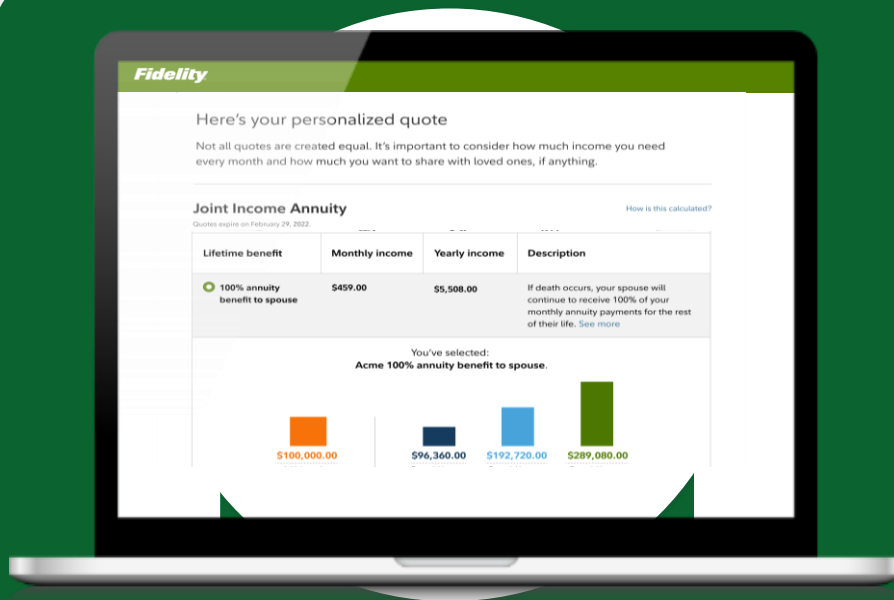 Fidelity
Here's your personalized quote
Not all quotes are created equal. It's important to consider how much income you need
every month and how much you want to share with loved ones, if anything.
Joint Income Annuity
How is this calculated?
Quotes expire on February 29, 2022.
Lifetime benefit Monthly income Yearly income Description
100% annuity
benefit to spouse
$459.00
$5,508.00
If death occurs, your spouse will
continue to receive 100% of your
monthly annuity payments for the rest
of their life. See more
You've selected:
Acme 100% annuity benefit to spouse.
$100,000.00 $96,360.00 $192,720.00 $289,080.00